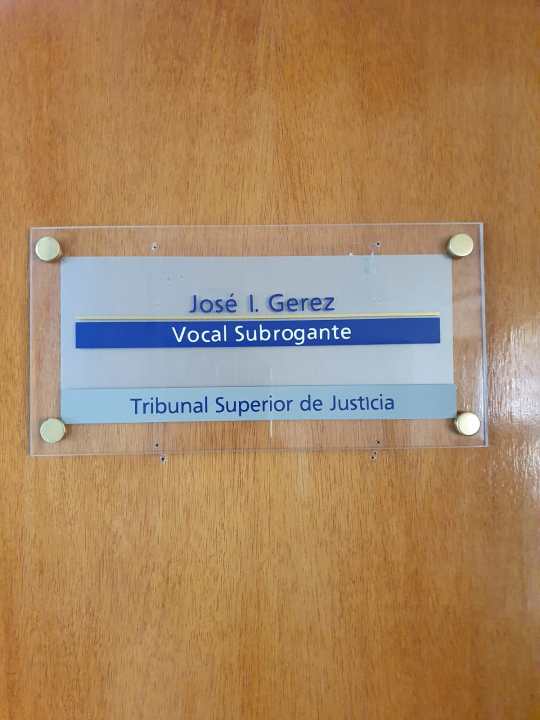 José I. Gerez
Vocal Subrogante
Tribunal Superior de Justicia